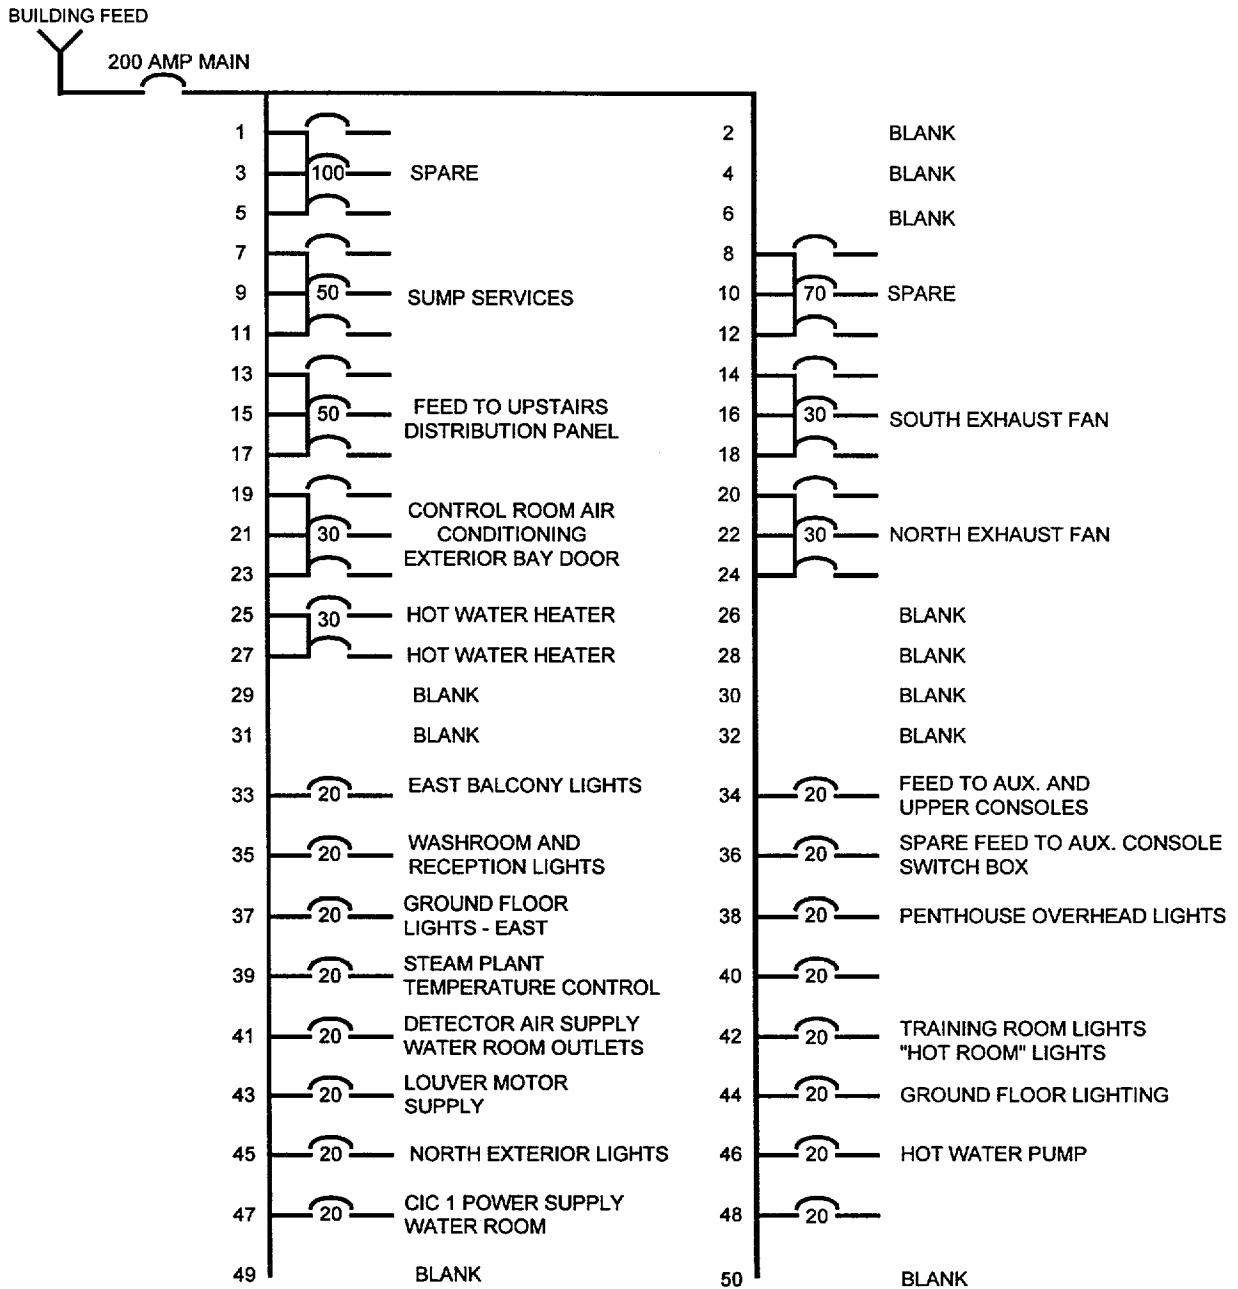 BUILDING FEED
200 AMP MAIN
1
3 100 SPARE
5
7
9 50 SUMP SERVICES
11
13
15 50 FEED TO UPSTAIRS
DISTRIBUTION PANEL
17
19
CONTROL ROOM AIR
21 30 CONDITIONING
EXTERIOR BAY DOOR
23
25 30 HOT WATER HEATER
27 HOT WATER HEATER
29 BLANK
31 BLANK
33 20 EAST BALCONY LIGHTS
35 20 WASHROOM AND
RECEPTION LIGHTS
37 20 GROUND FLOOR
LIGHTS - EAST
39 20 STEAM PLANT
TEMPERATURE CONTROL
41 20 DETECTOR AIR SUPPLY
WATER ROOM OUTLETS
43 20 LOUVER MOTOR
SUPPLY
45 20 NORTH EXTERIOR LIGHTS
47 20 CIC 1 POWER SUPPLY
WATER ROOM
49 BLANK
2 BLANK
4 BLANK
6 BLANK
8
10 70 SPARE
12
14
16 30 SOUTH EXHAUST FAN
18
20
22 30 NORTH EXHAUST FAN
24
26 BLANK
28 BLANK
30 BLANK
32 BLANK
34 20 FEED TO AUX. AND
UPPER CONSOLES
36 20 SPARE FEED TO AUX. CONSOLE
SWITCH BOX
38 20 PENTHOUSE OVERHEAD LIGHTS
40 20
42 20 TRAINING ROOM LIGHTS
"HOT ROOM" LIGHTS
44 20 GROUND FLOOR LIGHTING
46 20 HOT WATER PUMP
48 20
50 BLANK